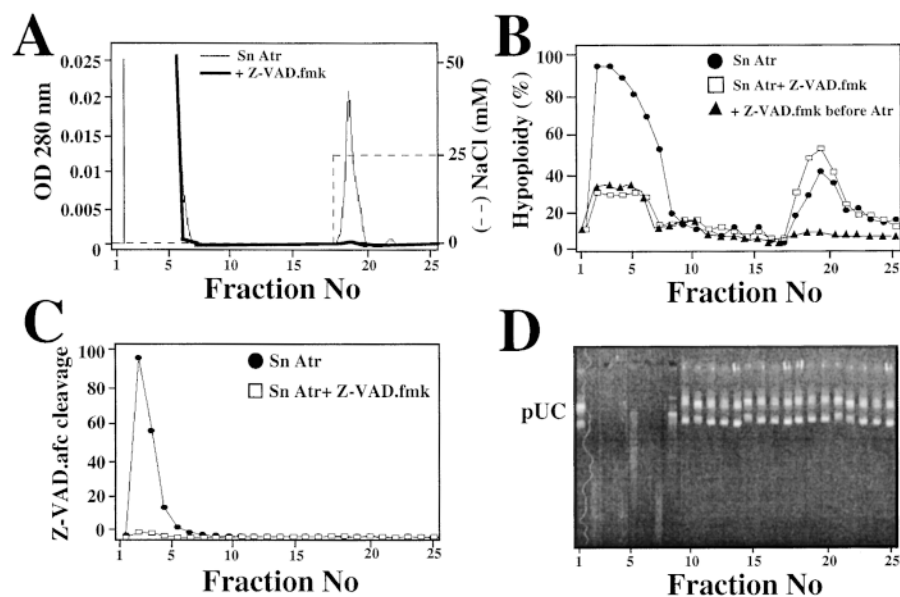 A
OD 280 nm
0.025
0.02
0.015
0.01
0.005
0
Sn Atr
+ Z-VAD.fmk
50
25
0
(--) NaCl (mM)
1 5 10 15 20 25
Fraction No
B
Hypoploidy (%)
100
80
60
40
20
0
Sn Atr
Sn Atr+ Z-VAD.fmk
+ Z-VAD.fmk before Atr
1 5 10 15 20 25
Fraction No
C
Z-VAD.afc cleavage
100
80
60
40
20
0
Sn Atr
Sn Atr+ Z-VAD.fmk
1 5 10 15 20 25
Fraction No
D
pUC
1 5 10 15 20 25
Fraction No